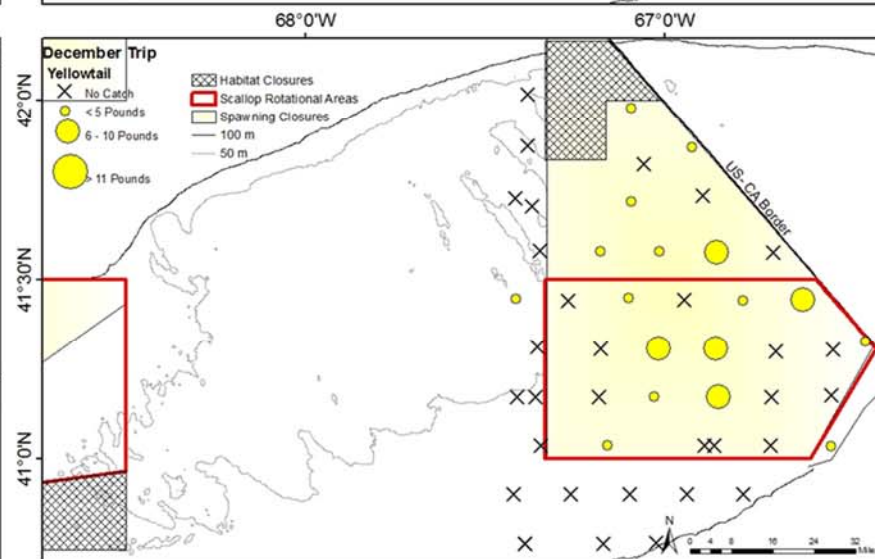 68°0'W
67°0'W
December Trip
Yellowtail
No Catch
< 5 Pounds
6 - 10 Pounds
> 11 Pounds
Habitat Closures
Scallop Rotational Areas
Spawning Closures
100 m
50 m
42°0'N
41°30'N
41°0'N
US-CA Border
N
0 4 8 16 24 32